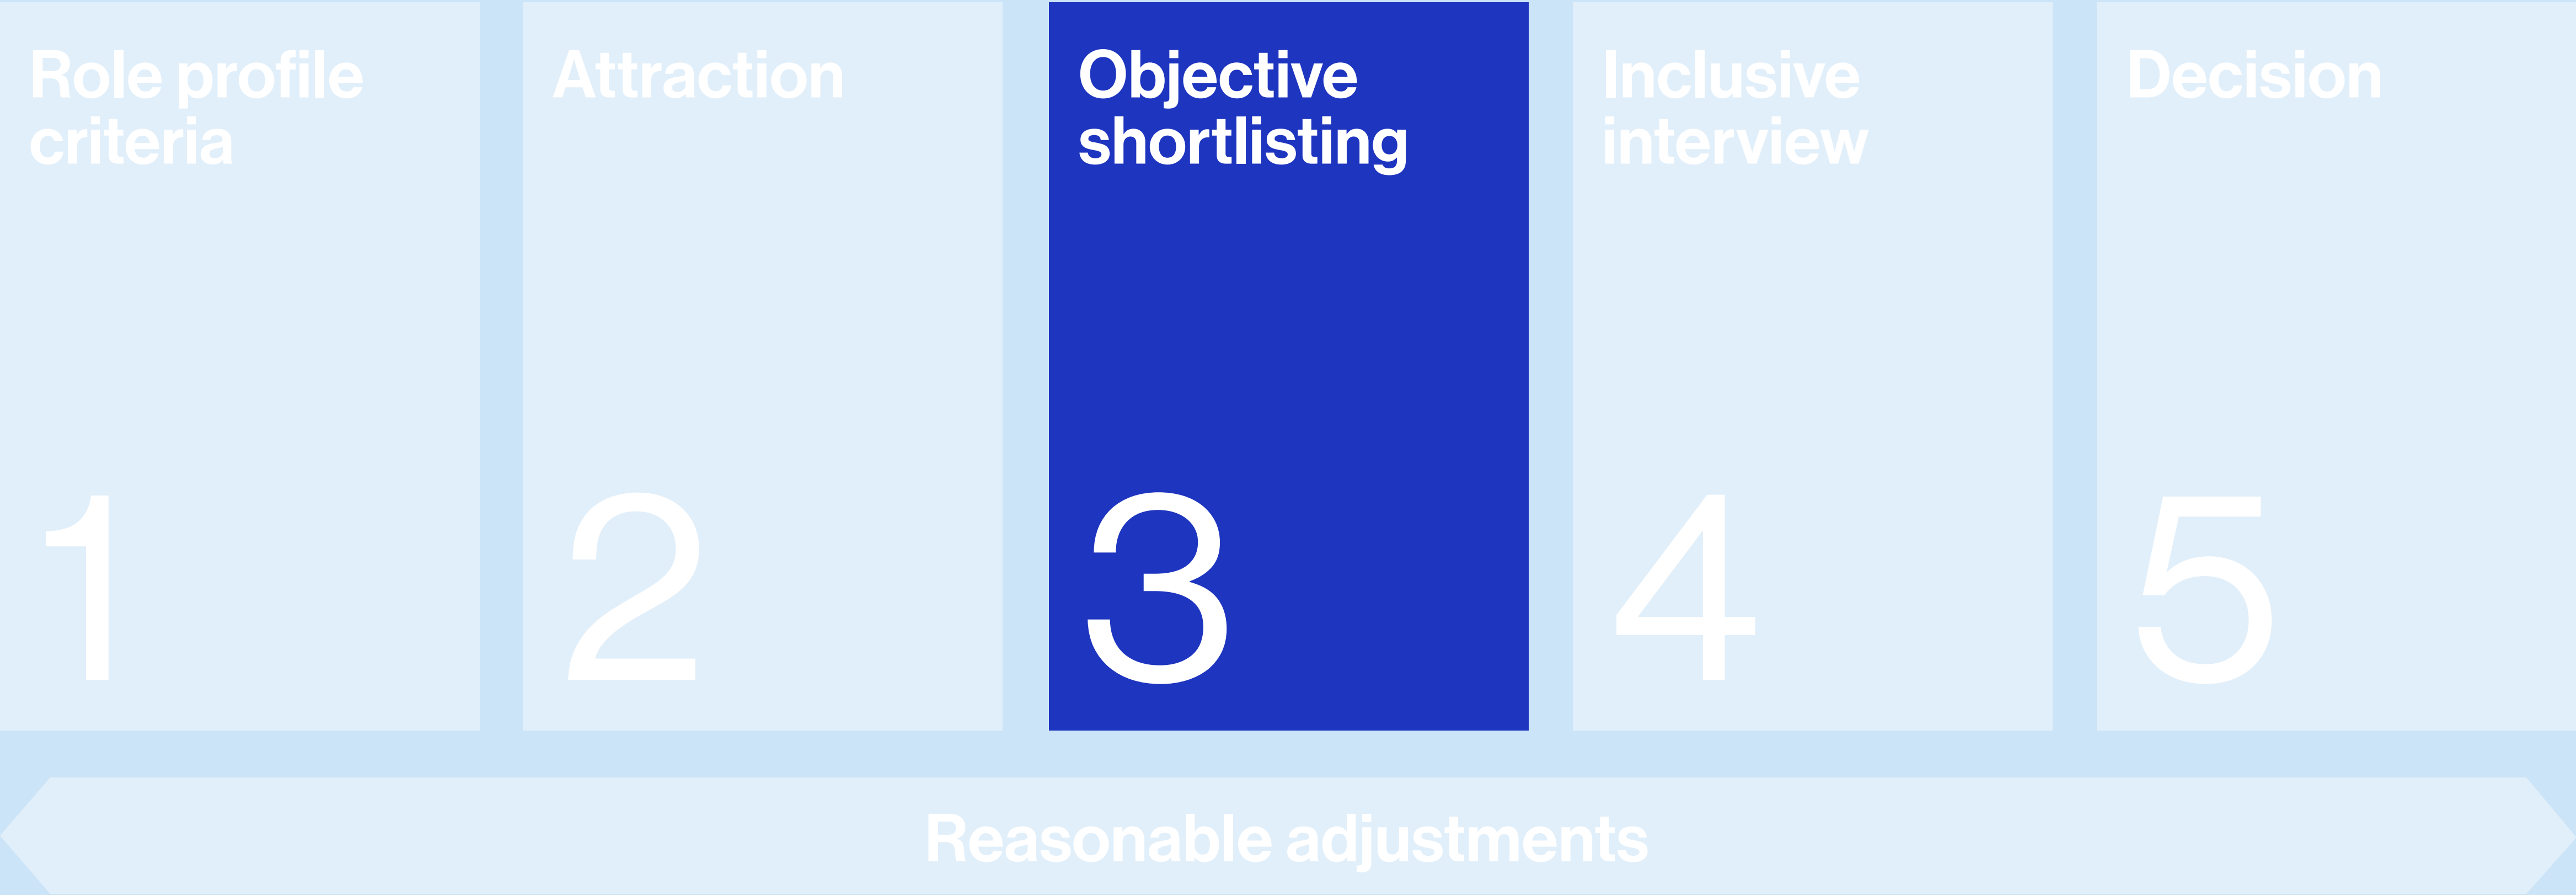 Role profile
criteria
1
Attraction
2
Objective
shortlisting
3
Inclusive
interview
4
Decision
5
Reasonable adjustments